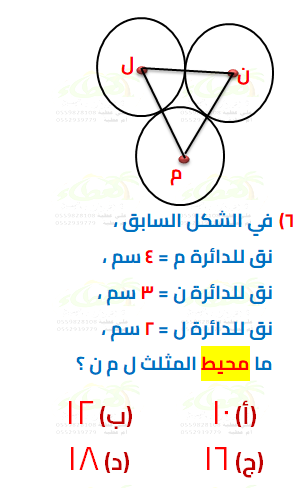 ل
ن
م
٦) في الشكل السابق ،
نق للدائرة م = ٤ سم ،
نق للدائرة ن = ٣ سم ،
نق للدائرة ل = ٢ سم ،
ما محيط المثلث ل م ن ؟
(أ) ١٠ (ب) ١٢
(ج) ١٦ (د) ١٨